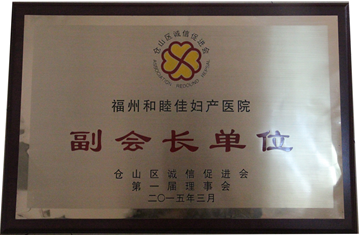 仓山区诚信促进会
福州和睦佳妇产医院
副会长单位
仓山区诚信促进会
第一届理事会
二〇一五年三月